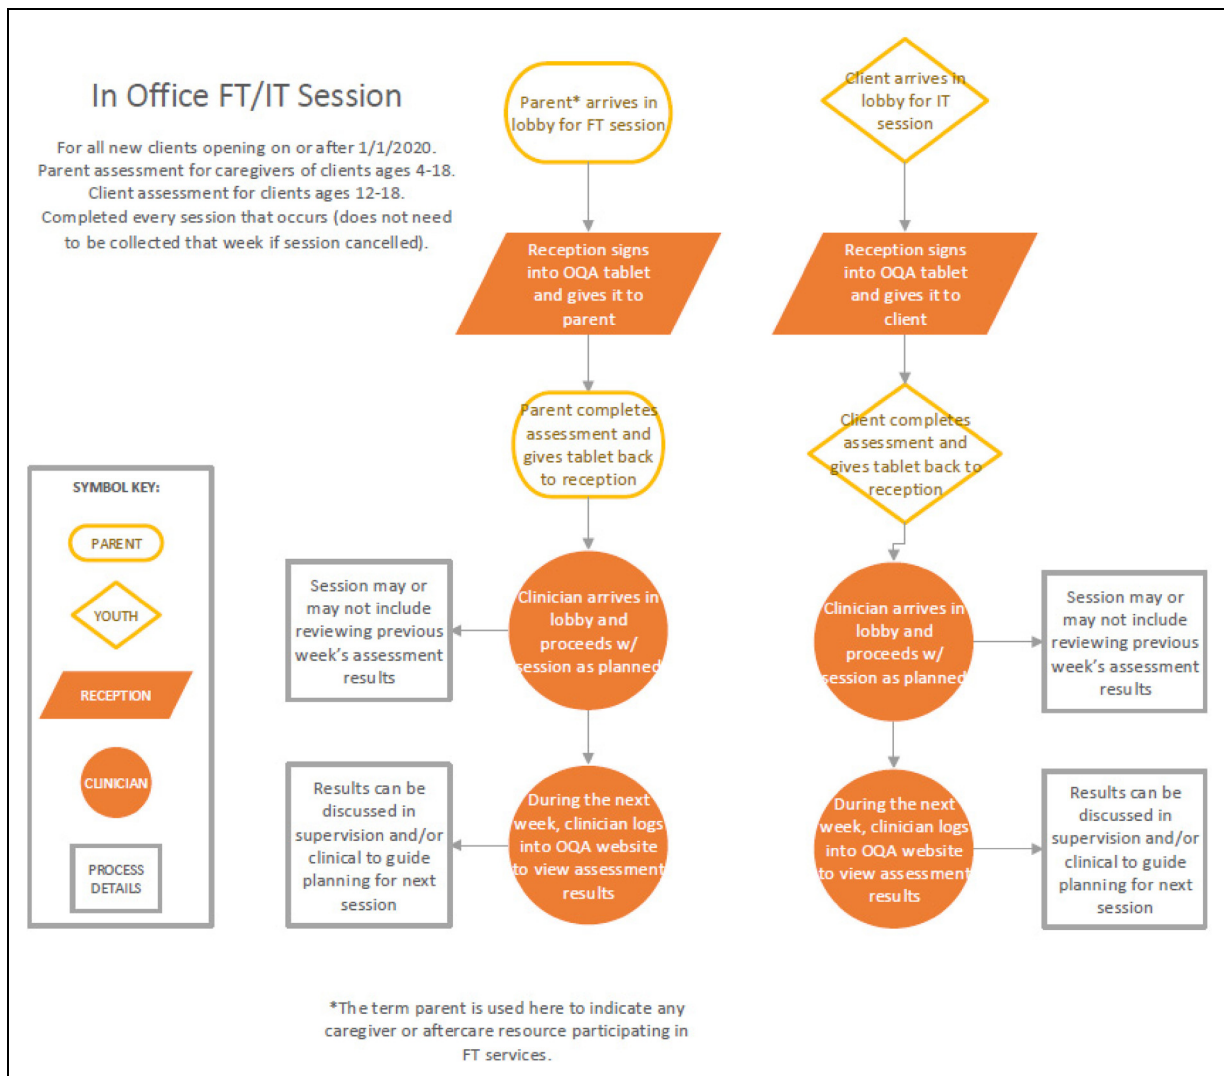 In Office FT/IT Session
For all new clients opening on or after 1/1/2020.
Parent assessment for caregivers of clients ages 4-18.
Client assessment for clients ages 12-18.
Completed every session that occurs (does not need
to be collected that week if session cancelled).
Parent* arrives in
lobby for FT session
Reception signs
into OQA tablet
and gives it to
parent
Parent completes
assessment and
gives tablet back
to reception
Clinician arrives in
lobby and
proceeds w/
session as planned
Session may or
may not include
reviewing previous
week's assessment
results
During the next
week, clinician logs
into OQA website
to view assessment
results
Results can be
discussed in
supervision and/or
clinical to guide
planning for next
session
Client arrives in
lobby for IT
session
Reception signs
into OQA tablet
and gives it to
client
Client completes
assessment and
gives tablet back to
reception
Clinician arrives in
lobby and
proceeds w/
session as planned
Session may or
may not include
reviewing previous
week's assessment
results
During the next
week, clinician logs
into OQA website
to view assessment
results
Results can be
discussed in
supervision and/or
clinical to guide
planning for next
session
SYMBOL KEY:
PARENT
YOUTH
RECEPTION
CLINICIAN
PROCESS
DETAILS
*The term parent is used here to indicate any
caregiver or aftercare resource participating in
FT services.